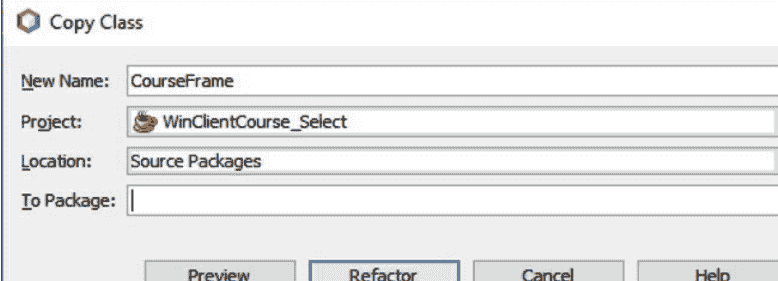 Copy Class
New Name: CourseFrame
Project: WinClientCourse_Select
Location: Source Packages
To Package:
Preview Refactor Cancel Help